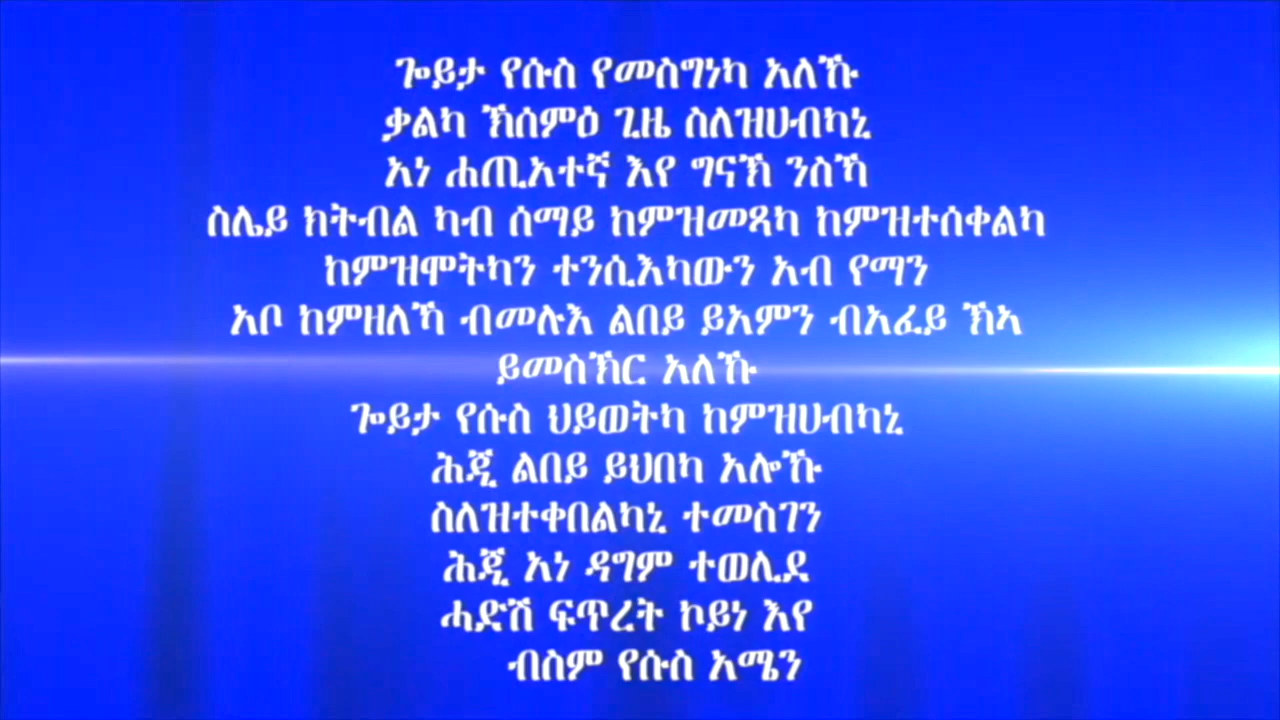 ጐይታ የሱስ የመስግነካ አለኹ
ቃልካ ኽሰምዕ ጊዜ ስለዝሀብካኒ
አነ ሐጢአተኛ እየ ግናኽ ንስኻ
ስሌይ ክትብል ካብ ሰማይ ከምዝመጻካ ከምዝተሰቀልካ
ከምዝሞትካን ተንሲእካውን አብ የማን
አቦ ከምዘለኻ ብመሉእ ልበይ ይአምን ብአፈይ ኽኣ
ይመስኽር አለኹ
ጐይታ የሱስ ህይወትካ ከምዝሀብካኒ
ሕጂ ልበይ ይህበካ አሎኹ
ስለዝተቀበልካኒ ተመስገን
ሕጂ አነ ዳግም ተወሊደ
ሓድሽ ፍጥረት ኮይነ እየ
ብስም የሱስ አሜን